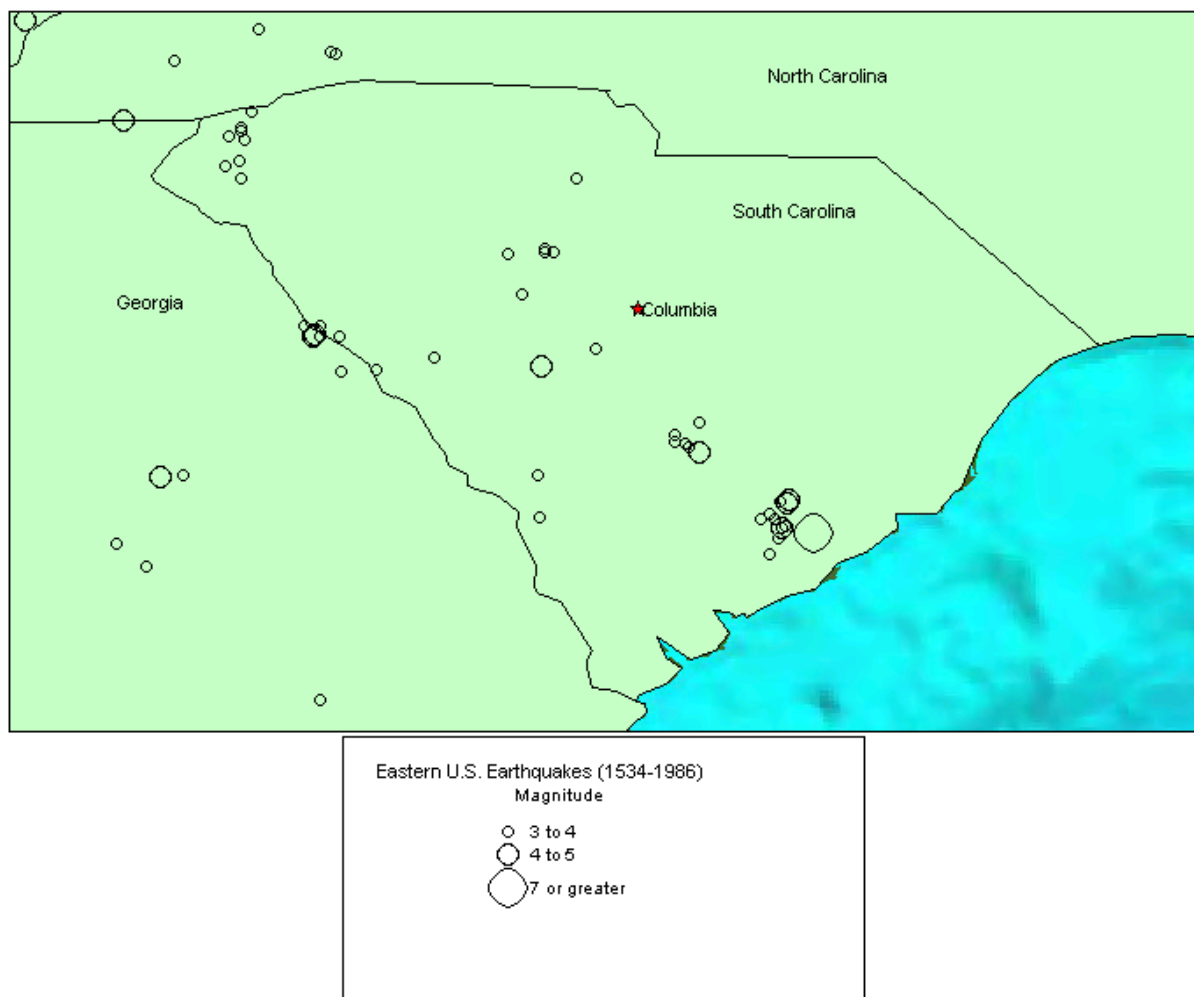 North Carolina
South Carolina
Georgia
Columbia
Eastern U.S. Earthquakes (1534-1986)
Magnitude
3 to 4
4 to 5
7 or greater